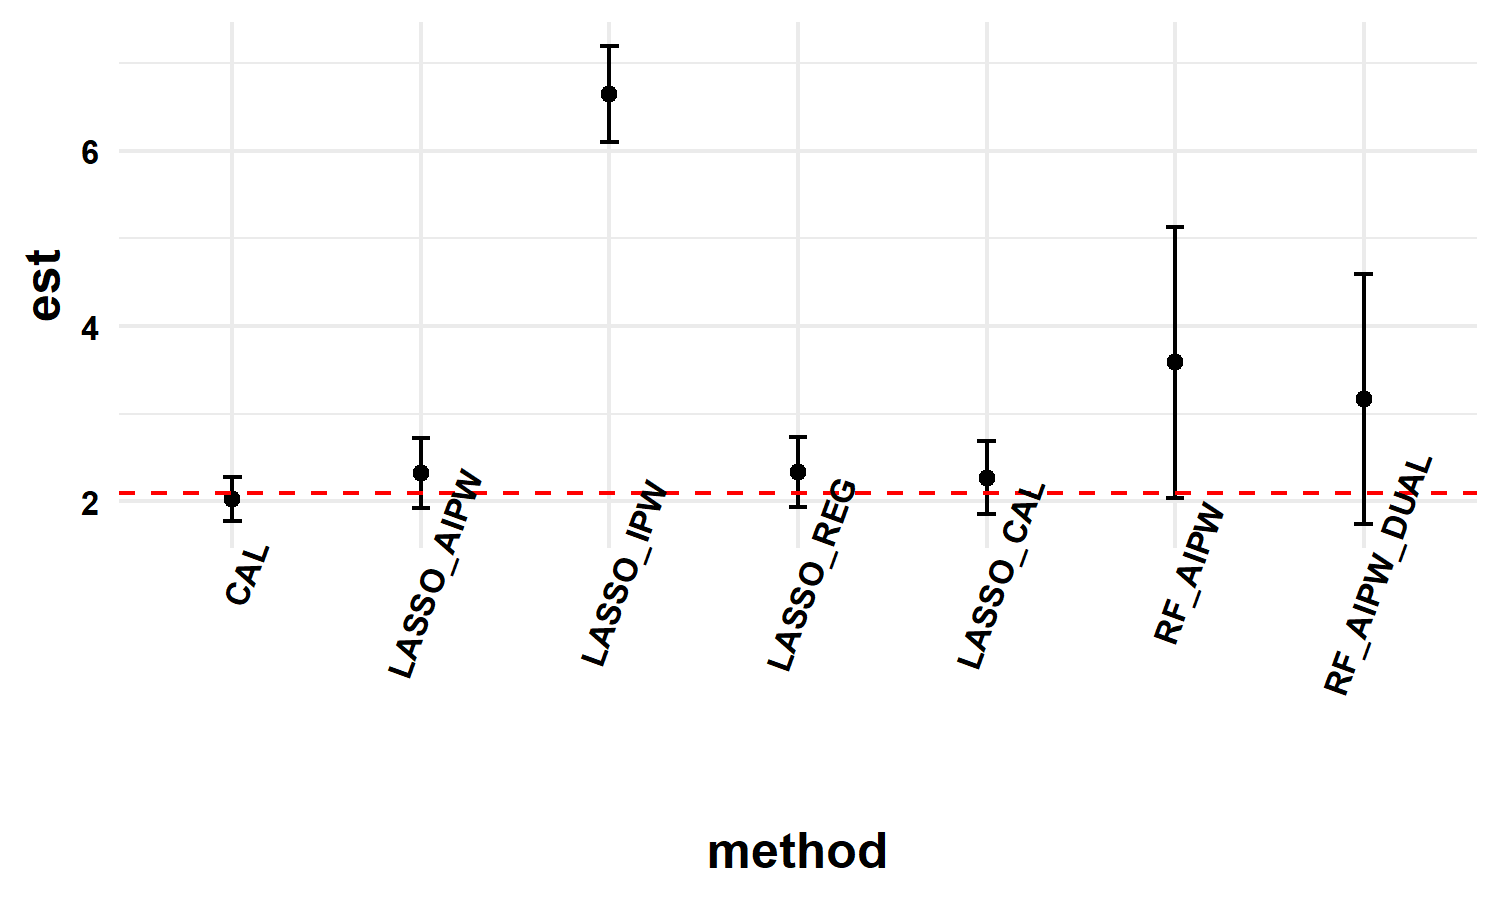 est
6
4
2
CAL
LASSO_AIPW
LASSO_IPW
LASSO_REG
LASSO_CAL
RF_AIPW
RF_AIPW_DUAL
method